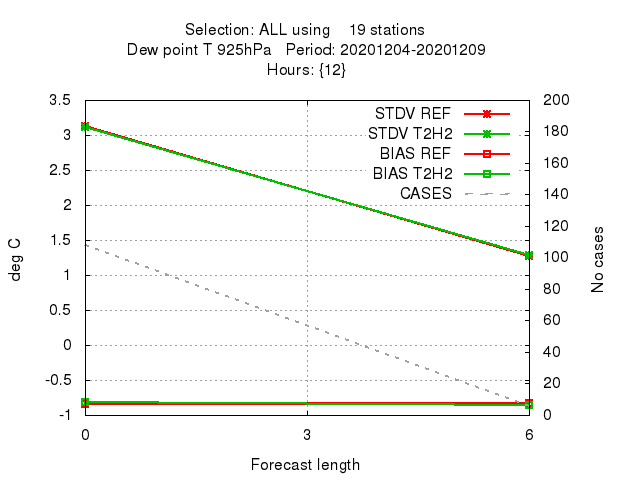 Selection: ALL using 19 stations
Dew point T 925hPa Period: 20201204-20201209
Hours: {12}
3.5
3
2.5
2
1.5
1
0.5
0
-0.5
-1
deg C
STDV REF
STDV T2H2
BIAS REF
BIAS T2H2
CASES
200
180
160
140
120
100
80
60
40
20
0
No cases
0 3 6
Forecast length